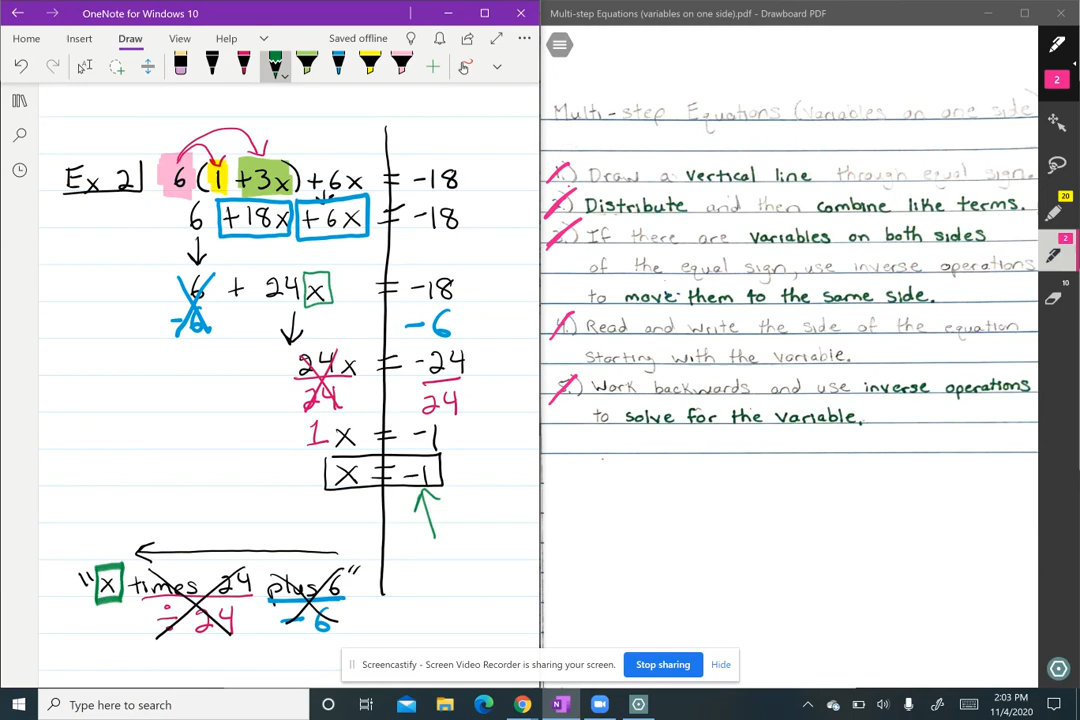 OneNote for Windows 10
Multi-step Equations (variables on one side).pdf - Drawboard PDF
Home Insert Draw View Help Saved offline
Multi-step Equations (Variables on one side)
Ex 2] 6 (1 +3x) +6x = -18
6 +18x +6x = -18
6 + 24x = -18
-6 -6
24x = -24
24 24
1x = -1
x = -1
"x times 24 plus 6"
÷ 24 - 6
1.) Draw a vertical line through equal sign.
2.) Distribute and then combine like terms.
3.) If there are variables on both sides
of the equal sign, use inverse operations
to move them to the same side.
4.) Read and write the side of the equation
starting with the variable.
5.) Work backwards and use inverse operations
to solve for the variable.
2
20
2
10
Screencastify - Screen Video Recorder is sharing your screen. Stop sharing Hide
Type here to search
2:03 PM
11/4/2020